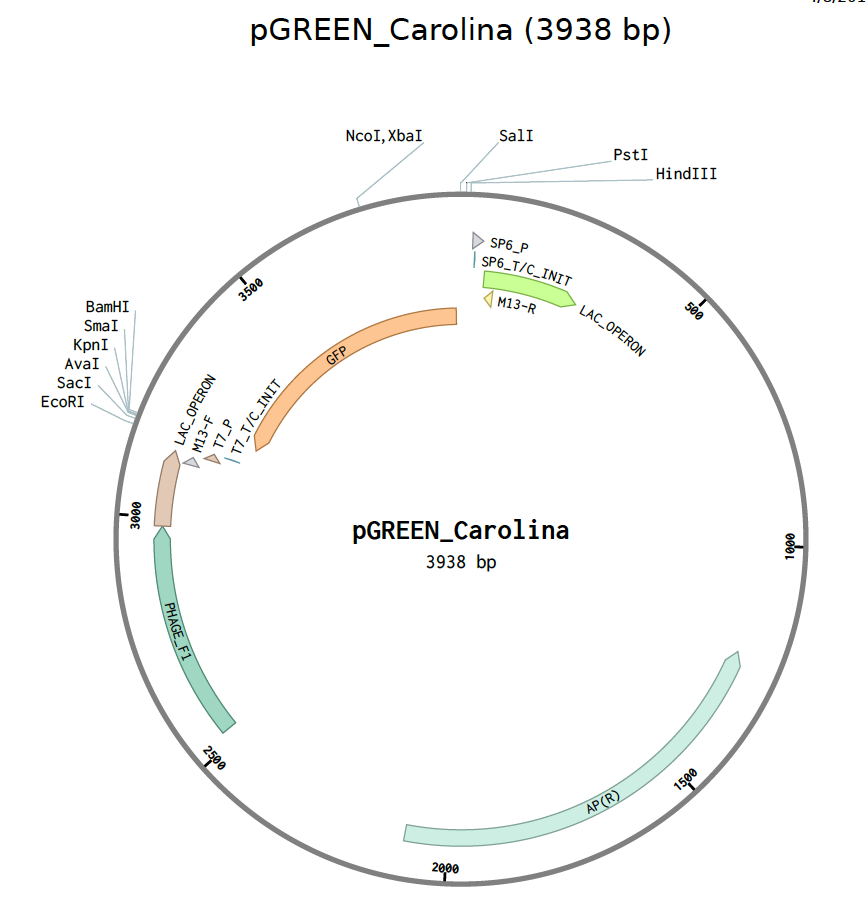 pGREEN_Carolina (3938 bp)
NcoI,XbaI
SalI
PstI
HindIII
SP6_P
SP6_T/C_INIT
M13-R
LAC_OPERON
500
3500
BamHI
SmaI
KpnI
AvaI
SacI
EcoRI
GFP
LAC_OPERON
M13-F
T7_P
T7_T/C_INIT
3000
pGREEN_Carolina
3938 bp
1000
PHAGE_F1
2500
1500
AP(R)
2000